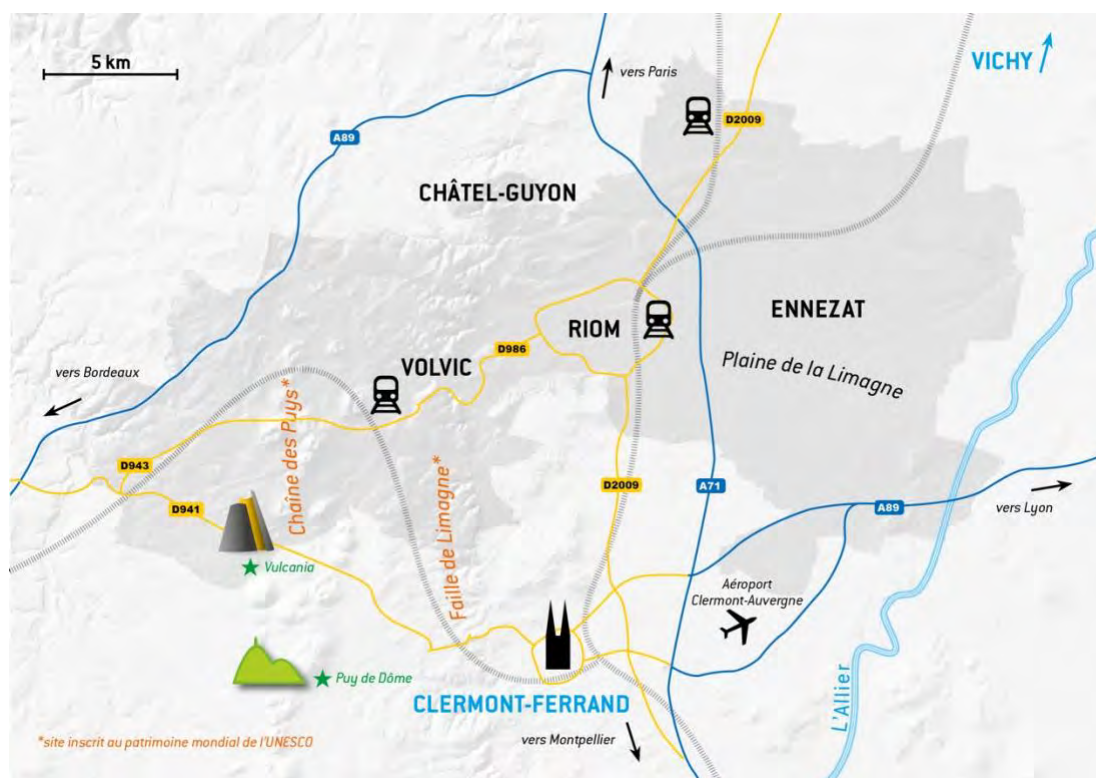 5 km
vers Paris
VICHY
D2009
A89
CHÂTEL-GUYON
ENNEZAT
RIOM
D986
VOLVIC
Plaine de la Limagne
vers Bordeaux
Chaîne des Puys*
Faille de Limagne*
D943
D941
D2009
A71
A89
vers Lyon
Vulcania
Aéroport
Clermont-Auvergne
Puy de Dôme
L'Allier
CLERMONT-FERRAND
vers Montpellier
*site inscrit au patrimoine mondial de l'UNESCO